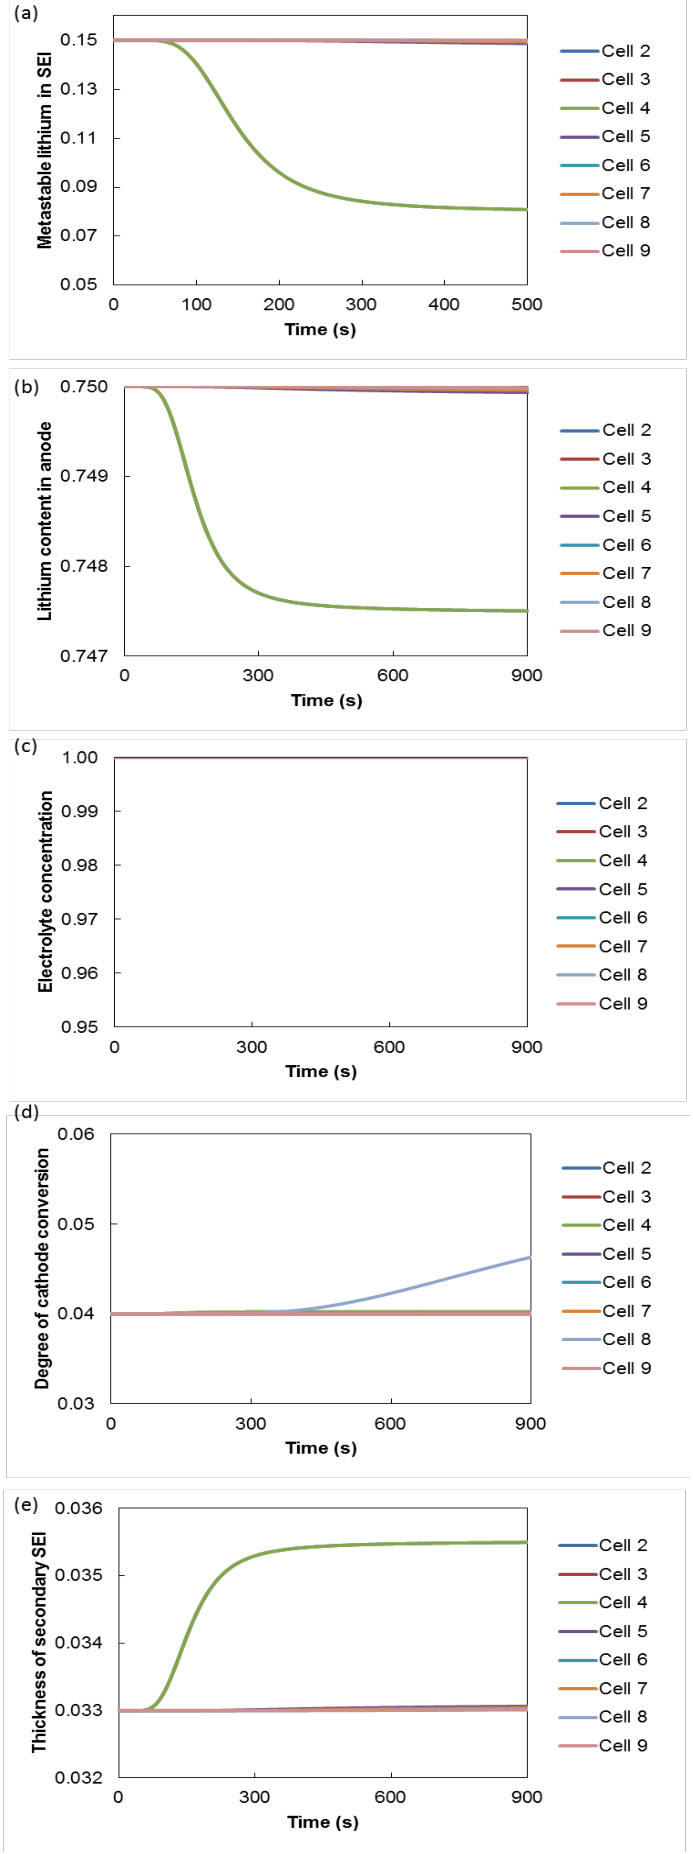 (a)
Metastable lithium in SEI
0.15
0.13
0.11
0.09
0.07
0.05
0 100 200 300 400 500
Time (s)
Cell 2
Cell 3
Cell 4
Cell 5
Cell 6
Cell 7
Cell 8
Cell 9
(b)
Lithium content in anode
0.750
0.749
0.748
0.747
0 300 600 900
Time (s)
Cell 2
Cell 3
Cell 4
Cell 5
Cell 6
Cell 7
Cell 8
Cell 9
(c)
Electrolyte concentration
1.00
0.99
0.98
0.97
0.96
0.95
0 300 600 900
Time (s)
Cell 2
Cell 3
Cell 4
Cell 5
Cell 6
Cell 7
Cell 8
Cell 9
(d)
Degree of cathode conversion
0.06
0.05
0.04
0.03
0 300 600 900
Time (s)
Cell 2
Cell 3
Cell 4
Cell 5
Cell 6
Cell 7
Cell 8
Cell 9
(e)
Thickness of secondary SEI
0.036
0.035
0.034
0.033
0.032
0 300 600 900
Time (s)
Cell 2
Cell 3
Cell 4
Cell 5
Cell 6
Cell 7
Cell 8
Cell 9